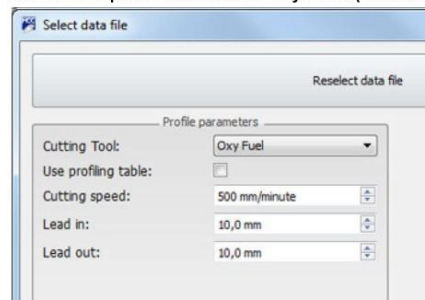 Select data file
Reselect data file
Profile parameters
Cutting Tool: Oxy Fuel
Use profiling table:
Cutting speed: 500 mm/minute
Lead in: 10,0 mm
Lead out: 10,0 mm